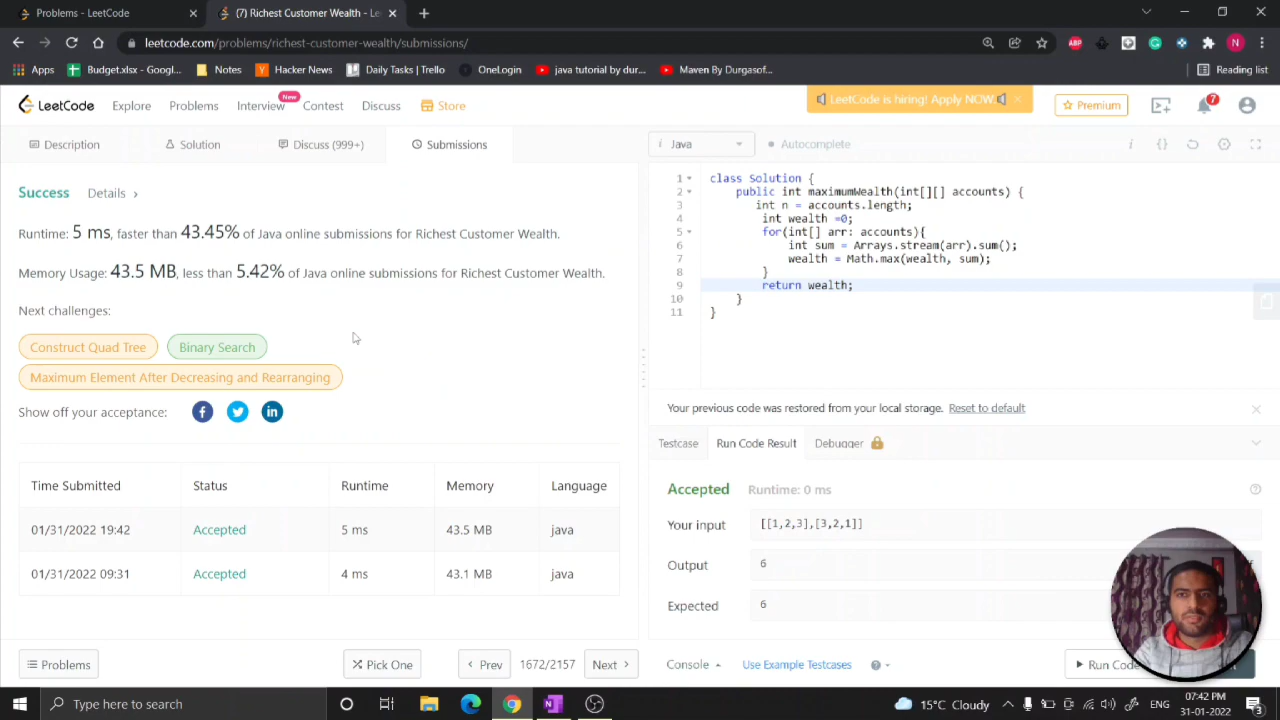 Problems - LeetCode
(7) Richest Customer Wealth - Le
leetcode.com/problems/richest-customer-wealth/submissions/
ABP
N
Apps
Budget.xlsx - Googl...
Notes
Hacker News
Daily Tasks | Trello
OneLogin
java tutorial by dur...
Maven By Durgasof...
Reading list
LeetCode
Explore
Problems
Interview
New
Contest
Discuss
Store
LeetCode is hiring! Apply NOW.
Premium
7
Description
Solution
Discuss (999+)
Submissions
i Java
Autocomplete
i
{}
Success
Details
Runtime: 5 ms, faster than 43.45% of Java online submissions for Richest Customer Wealth.
Memory Usage: 43.5 MB, less than 5.42% of Java online submissions for Richest Customer Wealth.
Next challenges:
Construct Quad Tree
Binary Search
Maximum Element After Decreasing and Rearranging
Show off your acceptance:
Time Submitted Status Runtime Memory Language
01/31/2022 19:42 Accepted 5 ms 43.5 MB java
01/31/2022 09:31 Accepted 4 ms 43.1 MB java
Problems
Pick One
Prev
1672/2157
Next
1 class Solution {
2 public int maximumWealth(int[][] accounts) {
3 int n = accounts.length;
4 int wealth =0;
5 for(int[] arr: accounts){
6 int sum = Arrays.stream(arr).sum();
7 wealth = Math.max(wealth, sum);
8 }
9 return wealth;
10 }
11 }
Your previous code was restored from your local storage. Reset to default
Testcase
Run Code Result
Debugger
Accepted
Runtime: 0 ms
Your input
[[1,2,3],[3,2,1]]
Output
6
Expected
6
Console
Use Example Testcases
Run Code
Type here to search
15°C Cloudy
07:42 PM
31-01-2022
3